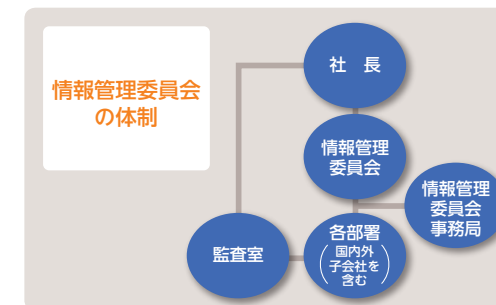 情報管理委員会
の体制
社　長
情報管理
委員会
情報管理
委員会
事務局
監査室
各部署
(国内外
子会社を
含む)